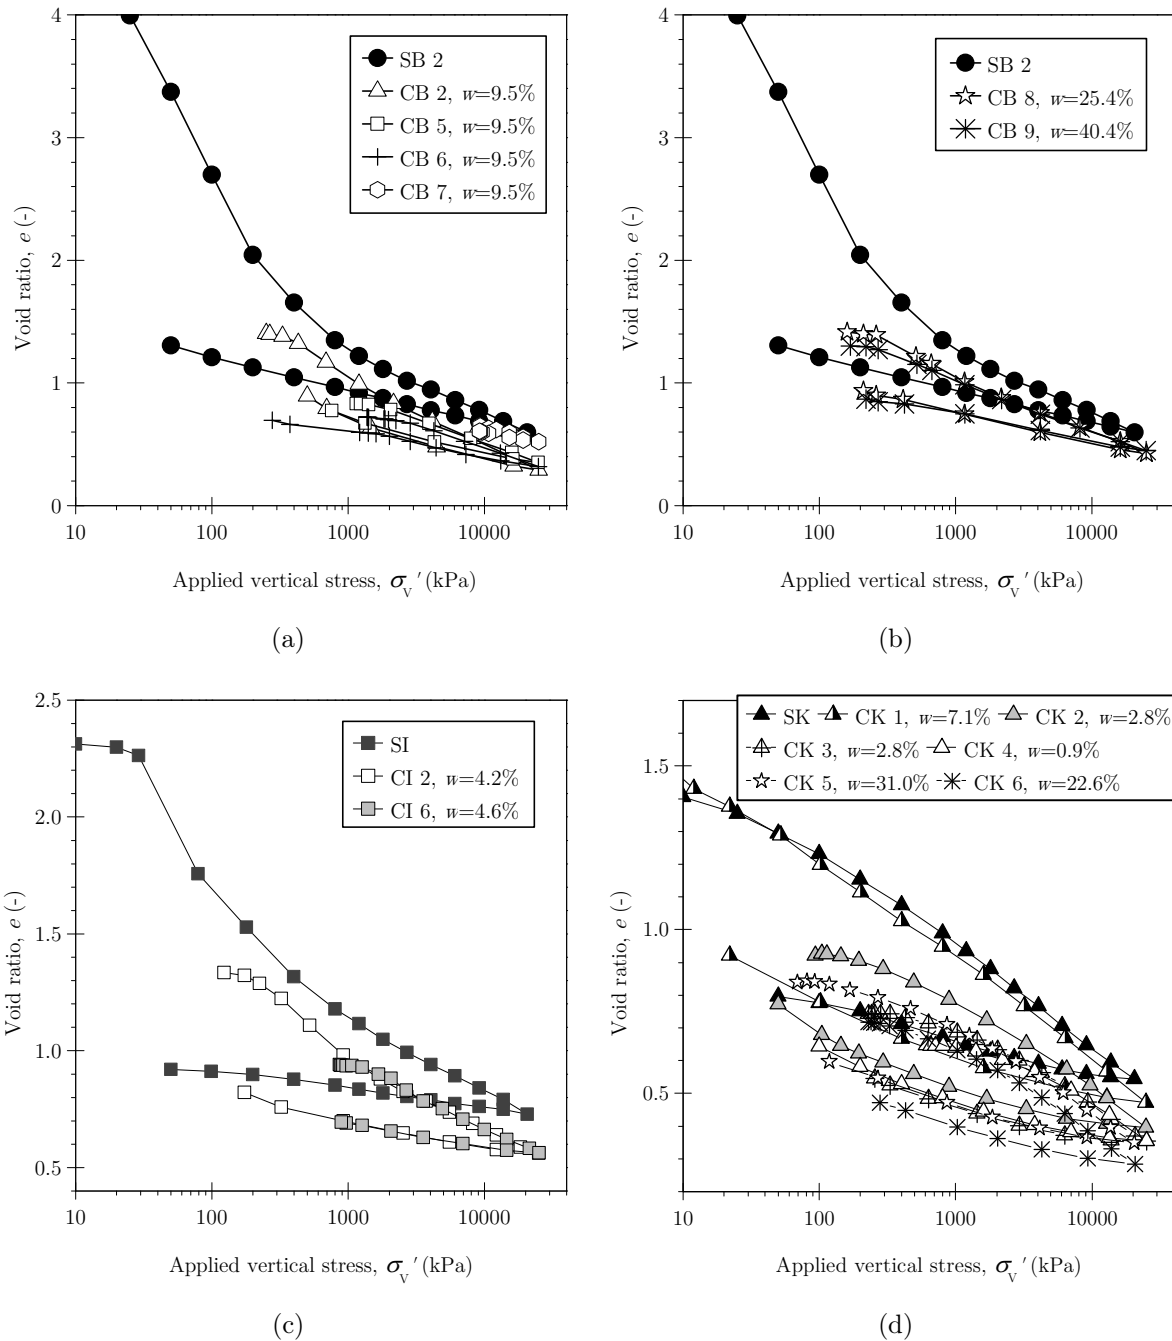 4
3
2
1
0
10
100
1000
10000
Void ratio, e (-)
Applied vertical stress, σv′ (kPa)
SB 2
CB 2, w=9.5%
CB 5, w=9.5%
CB 6, w=9.5%
CB 7, w=9.5%
(a)
4
3
2
1
0
10
100
1000
10000
Void ratio, e (-)
Applied vertical stress, σv′ (kPa)
SB 2
CB 8, w=25.4%
CB 9, w=40.4%
(b)
2.5
2.0
1.5
1.0
0.5
10
100
1000
10000
Void ratio, e (-)
Applied vertical stress, σv′ (kPa)
SI
CI 2, w=4.2%
CI 6, w=4.6%
(c)
1.5
1.0
0.5
10
100
1000
10000
Void ratio, e (-)
Applied vertical stress, σv′ (kPa)
SK CK 1, w=7.1% CK 2, w=2.8%
CK 3, w=2.8% CK 4, w=0.9%
CK 5, w=31.0% CK 6, w=22.6%
(d)